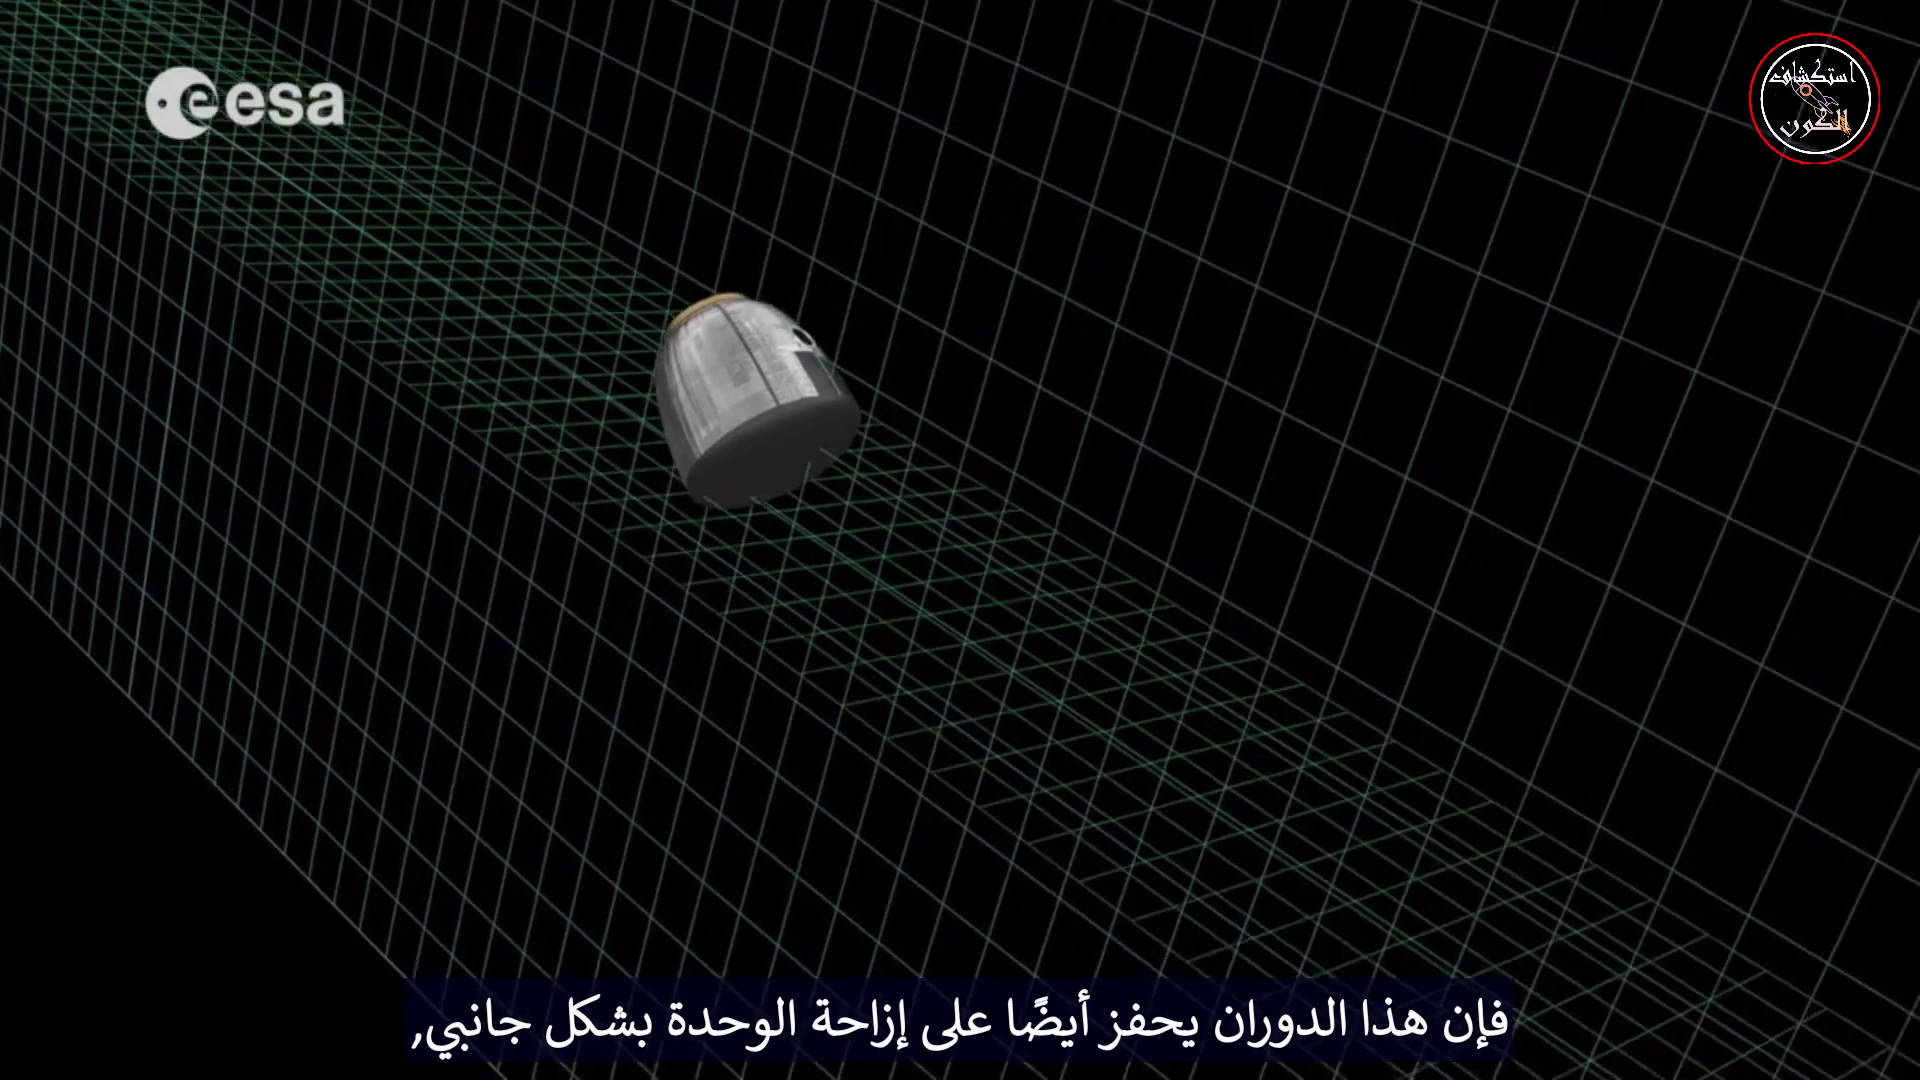 esa
استكشاف
الكون
فإن هذا الدوران يحفز أيضًا على إزاحة الوحدة بشكل جانبي,